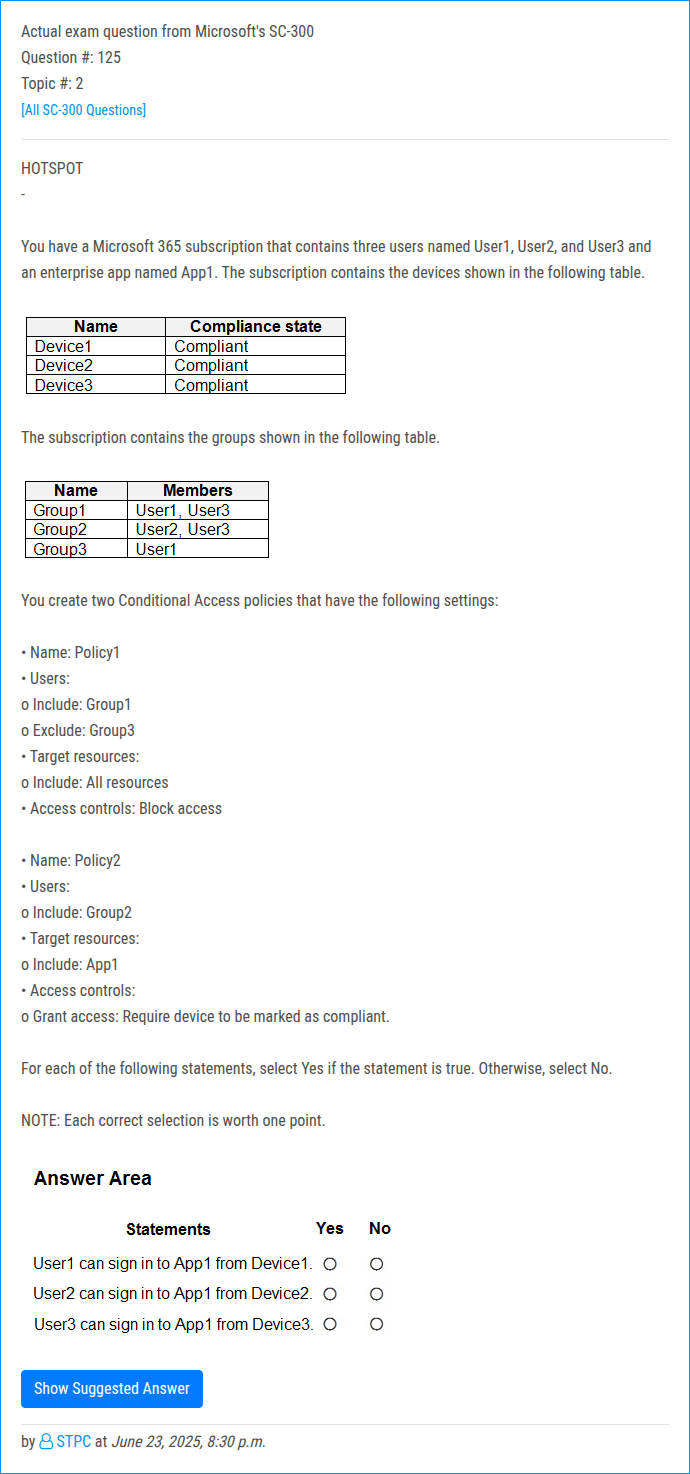 Actual exam question from Microsoft's SC-300
Question #: 125
Topic #: 2
[All SC-300 Questions]
HOTSPOT
-
You have a Microsoft 365 subscription that contains three users named User1, User2, and User3 and
an enterprise app named App1. The subscription contains the devices shown in the following table.
Name Compliance state
Device1 Compliant
Device2 Compliant
Device3 Compliant
The subscription contains the groups shown in the following table.
Name Members
Group1 User1, User3
Group2 User2, User3
Group3 User1
You create two Conditional Access policies that have the following settings:
• Name: Policy1
• Users:
o Include: Group1
o Exclude: Group3
• Target resources:
o Include: All resources
• Access controls: Block access
• Name: Policy2
• Users:
o Include: Group2
• Target resources:
o Include: App1
• Access controls:
o Grant access: Require device to be marked as compliant.
For each of the following statements, select Yes if the statement is true. Otherwise, select No.
NOTE: Each correct selection is worth one point.
Answer Area
Statements Yes No
User1 can sign in to App1 from Device1.
User2 can sign in to App1 from Device2.
User3 can sign in to App1 from Device3.
Show Suggested Answer
by STPC at June 23, 2025, 8:30 p.m.